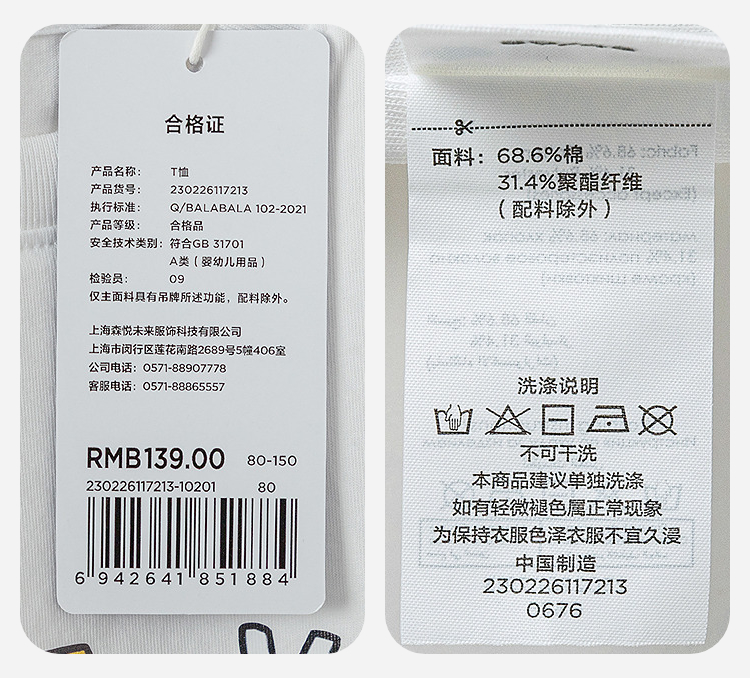 合格证
产品名称： T恤
产品货号： 230226117213
执行标准： Q/BALABALA 102-2021
产品等级： 合格品
安全技术类别：符合GB 31701
A类（婴幼儿用品）
检验员： 09
仅主面料具有吊牌所述功能，配料除外。
上海森悦未来服饰科技有限公司
上海市闵行区莲花南路2689号5幢406室
公司电话：0571-88907778
客服电话：0571-88865557
RMB139.00 80-150
230226117213-10201 80
6 942641 851884
面料：68.6%棉
31.4%聚酯纤维
（配料除外）
洗涤说明
不可干洗
本商品建议单独洗涤
如有轻微褪色属正常现象
为保持衣服色泽衣服不宜久浸
中国制造
230226117213
0676